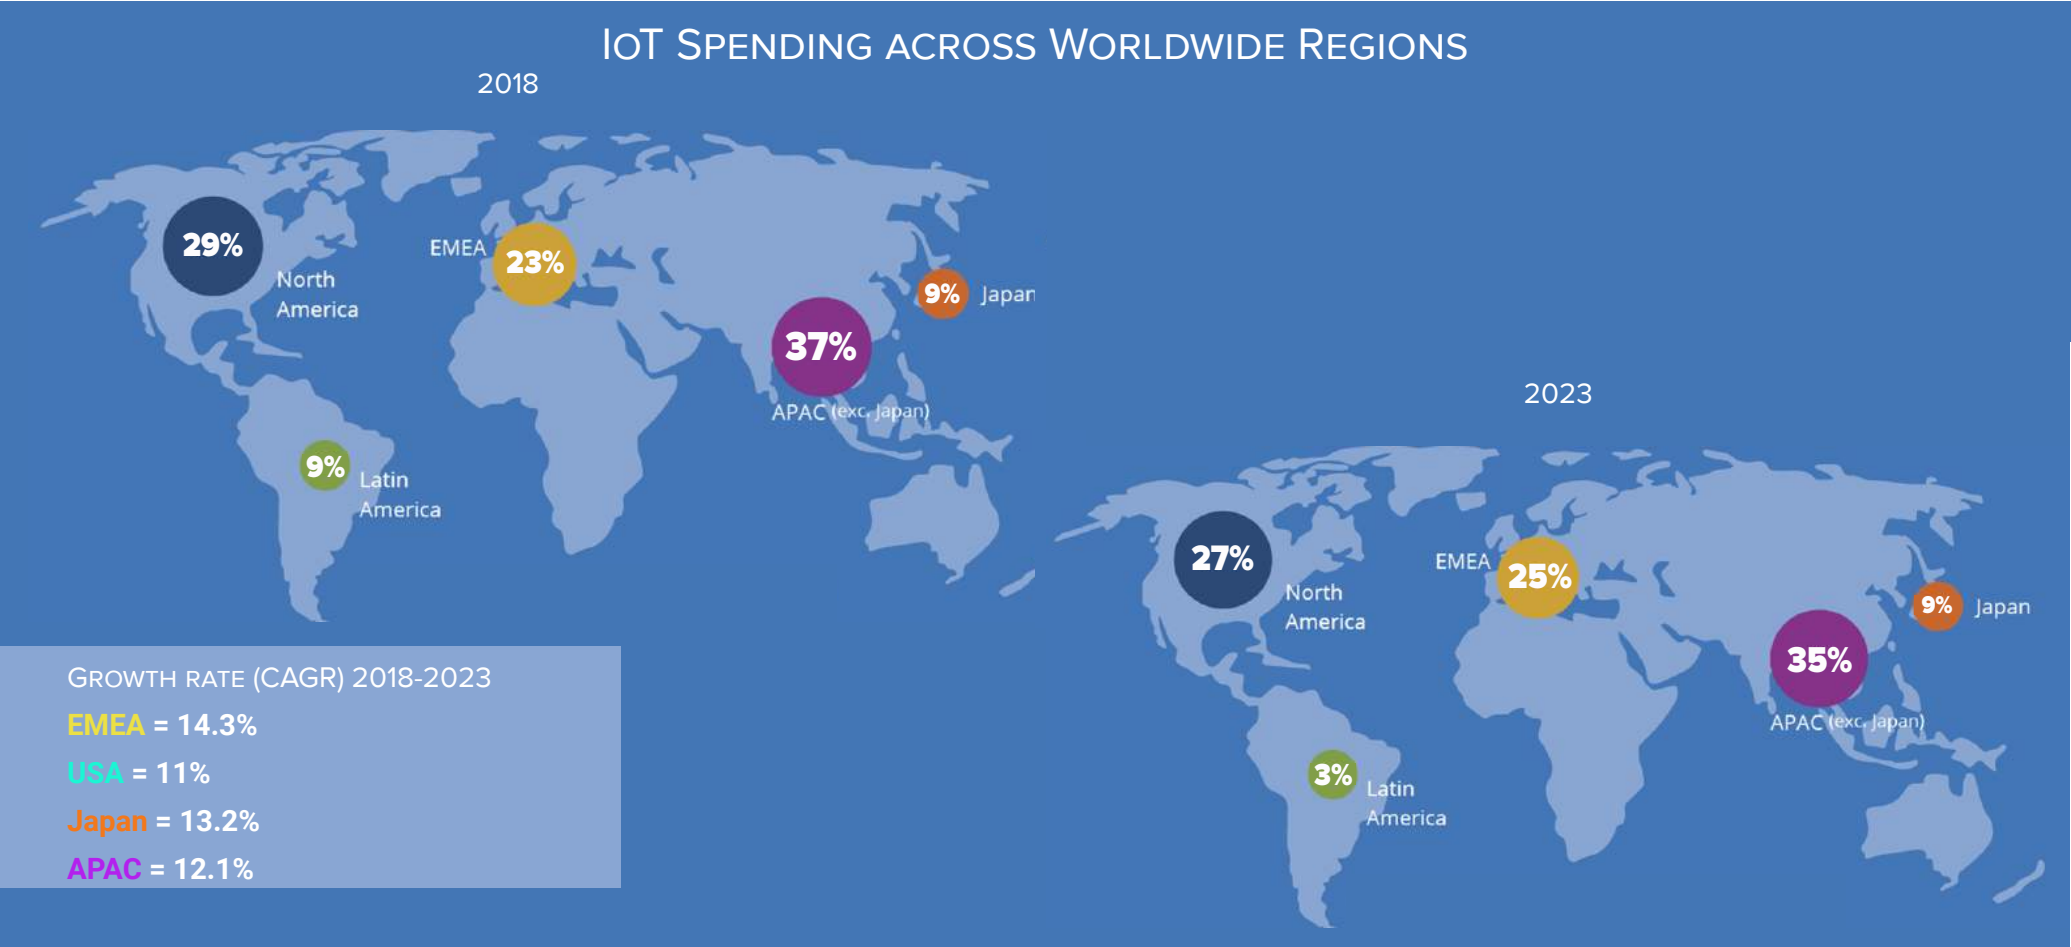 IoT Spending across Worldwide Regions
2018
29%
North
America
EMEA
23%
9%
Japan
37%
APAC (exc. Japan)
9%
Latin
America
2023
27%
North
America
EMEA
25%
9%
Japan
35%
APAC (exc. Japan)
3%
Latin
America
Growth rate (CAGR) 2018-2023
EMEA = 14.3%
USA = 11%
Japan = 13.2%
APAC = 12.1%